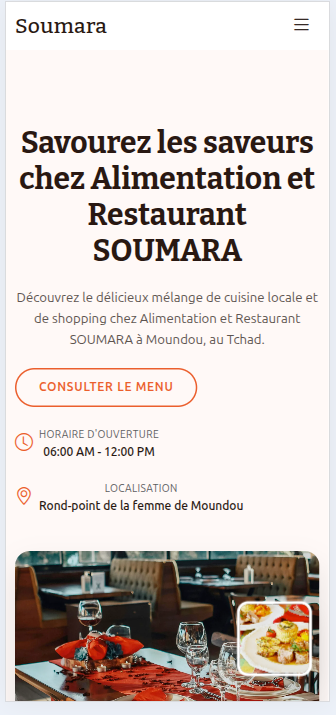 Soumara
Savourez les saveurs
chez Alimentation et
Restaurant
SOUMARA
Découvrez le délicieux mélange de cuisine locale et
de shopping chez Alimentation et Restaurant
SOUMARA à Moundou, au Tchad.
CONSULTER LE MENU
HORAIRE D'OUVERTURE
06:00 AM - 12:00 PM
LOCALISATION
Rond-point de la femme de Moundou